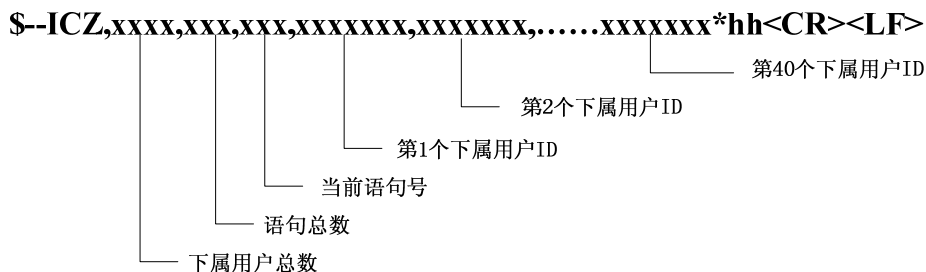 $--ICZ,xxxx,xxx,xxx,xxxxxxx,xxxxxxx,……xxxxxxx*hh<CR><LF>
第40个下属用户ID
第2个下属用户ID
第1个下属用户ID
当前语句号
语句总数
下属用户总数